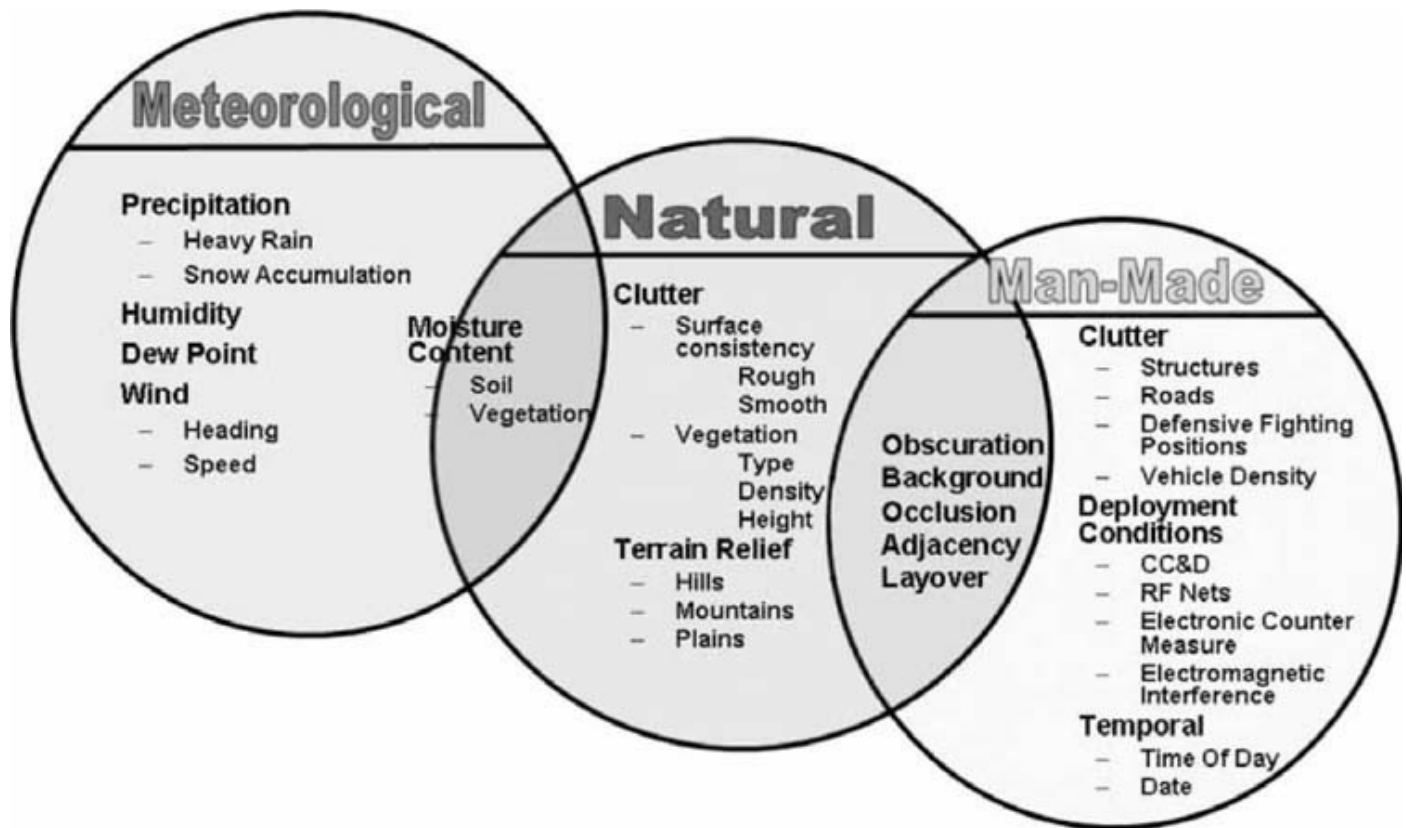 Meteorological
Precipitation
– Heavy Rain
– Snow Accumulation
Humidity
Dew Point
Wind
– Heading
– Speed
Moisture
Content
– Soil
– Vegetation
Natural
Clutter
– Surface
consistency
Rough
Smooth
– Vegetation
Type
Density
Height
Terrain Relief
– Hills
– Mountains
– Plains
Obscuration
Background
Occlusion
Adjacency
Layover
Man-Made
Clutter
– Structures
– Roads
– Defensive Fighting
Positions
– Vehicle Density
Deployment
Conditions
– CC&D
– RF Nets
– Electronic Counter
Measure
– Electromagnetic
Interference
Temporal
– Time Of Day
– Date